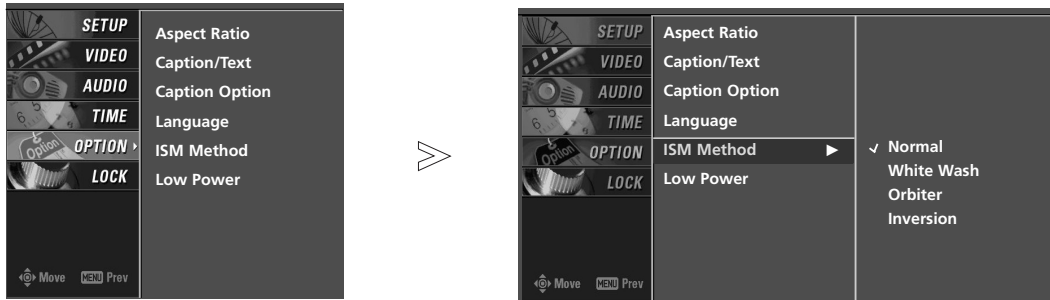 SETUP
VIDEO
AUDIO
TIME
Option OPTION
LOCK
Aspect Ratio
Caption/Text
Caption Option
Language
ISM Method
Low Power
Move MENU Prev
SETUP
VIDEO
AUDIO
TIME
Option OPTION
LOCK
Aspect Ratio
Caption/Text
Caption Option
Language
ISM Method
Low Power
Normal
White Wash
Orbiter
Inversion
Move MENU Prev